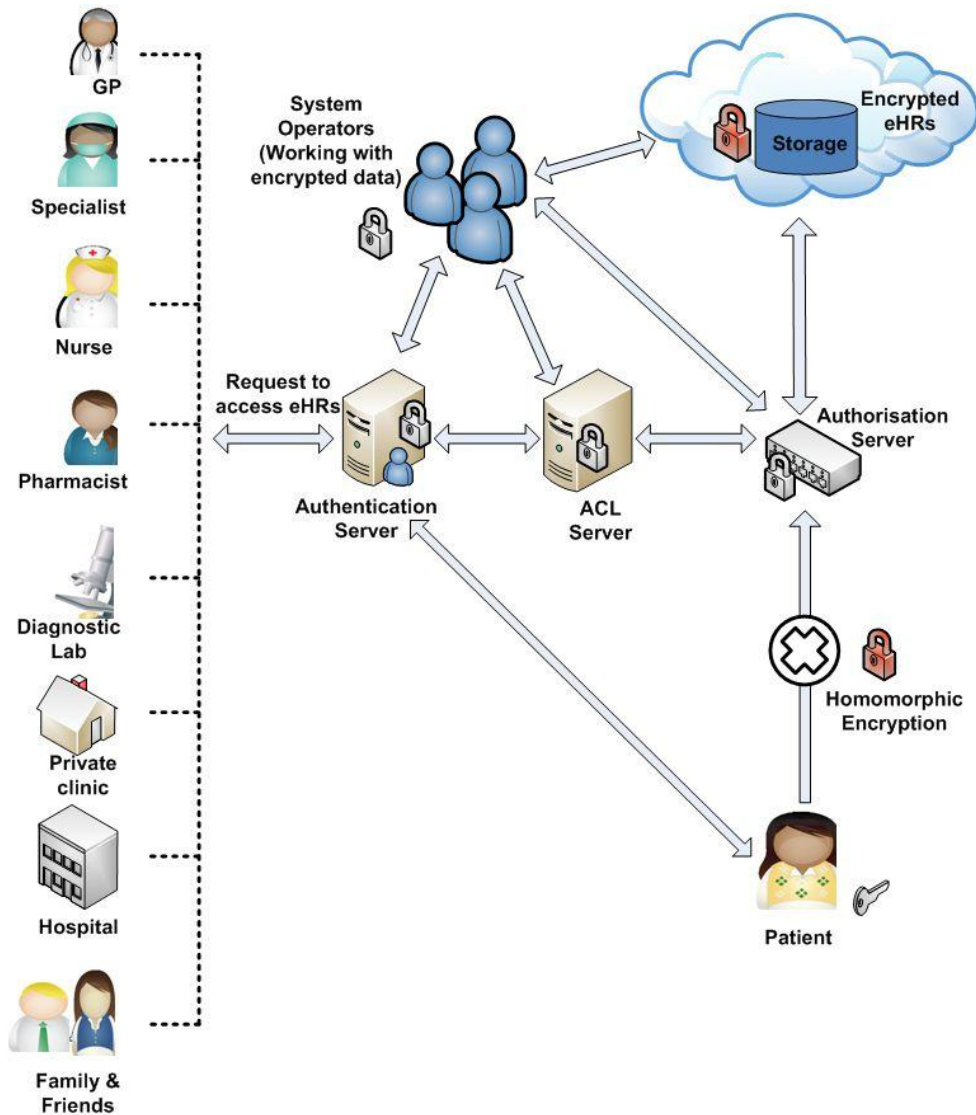 GP
Specialist
Nurse
Pharmacist
Diagnostic
Lab
Private
clinic
Hospital
Family &
Friends
System
Operators
(Working with
encrypted data)
Encrypted
eHRs
Storage
Request to
access eHRs
Authentication
Server
ACL
Server
Authorisation
Server
Homomorphic
Encryption
Patient